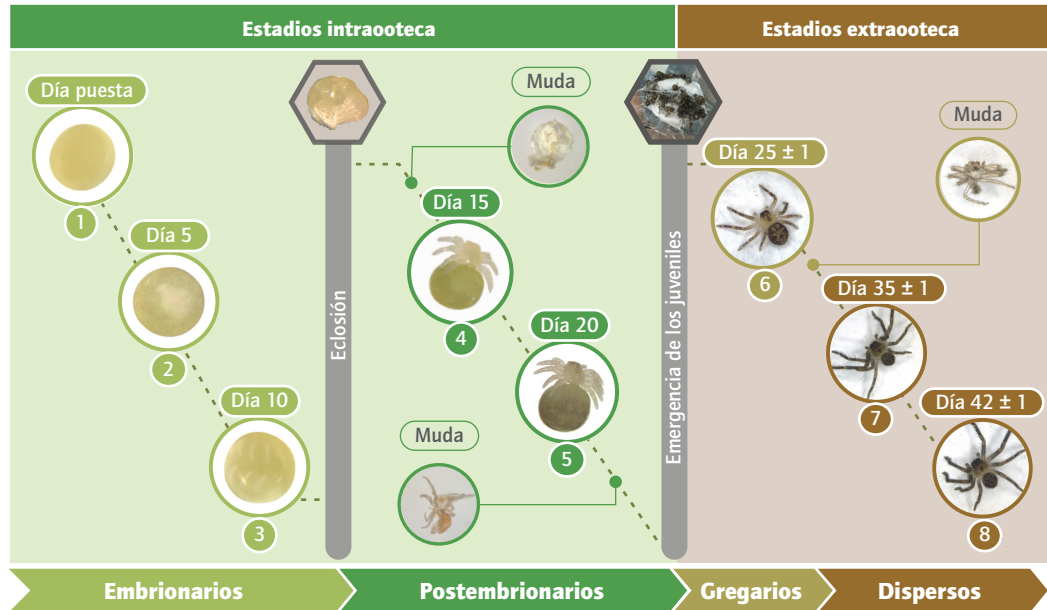 Estadios intraooteca
Estadios extraooteca
Día puesta
1
Día 5
2
Día 10
3
Eclosión
Muda
Día 15
4
Día 20
5
Muda
Emergencia de los juveniles
Día 25 ± 1
6
Muda
Día 35 ± 1
7
Día 42 ± 1
8
Embrionarios
Postembrionarios
Gregarios
Dispersos